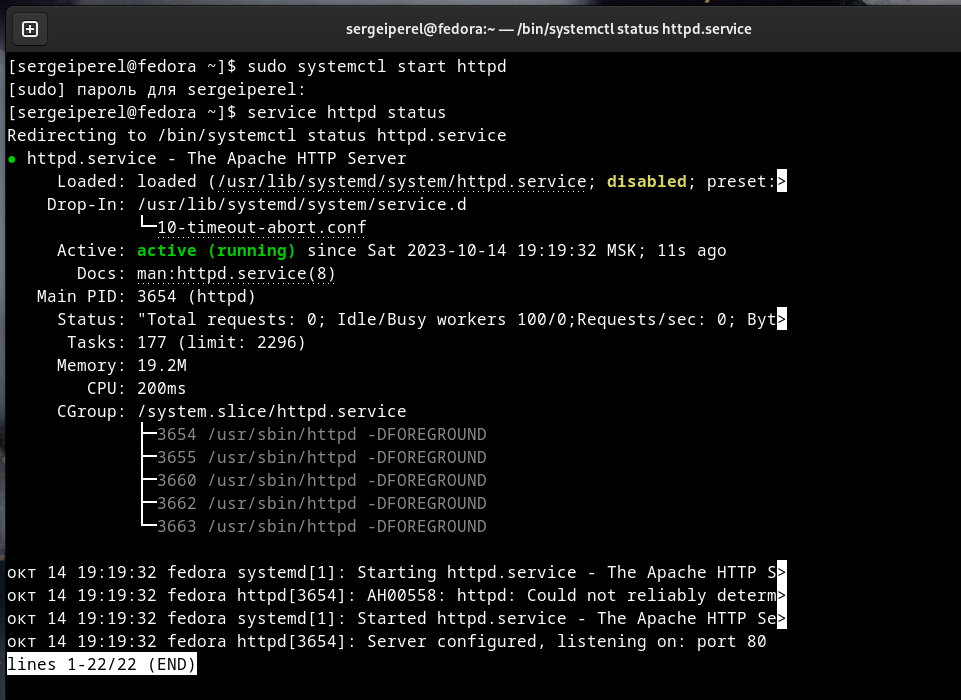 sergeiperel@fedora:~ — /bin/systemctl status httpd.service
[sergeiperel@fedora ~]$ sudo systemctl start httpd
[sudo] пароль для sergeiperel:
[sergeiperel@fedora ~]$ service httpd status
Redirecting to /bin/systemctl status httpd.service
● httpd.service - The Apache HTTP Server
     Loaded: loaded (/usr/lib/systemd/system/httpd.service; disabled; preset:>
    Drop-In: /usr/lib/systemd/system/service.d
             └─10-timeout-abort.conf
     Active: active (running) since Sat 2023-10-14 19:19:32 MSK; 11s ago
       Docs: man:httpd.service(8)
   Main PID: 3654 (httpd)
     Status: "Total requests: 0; Idle/Busy workers 100/0;Requests/sec: 0; Byt>
      Tasks: 177 (limit: 2296)
     Memory: 19.2M
        CPU: 200ms
     CGroup: /system.slice/httpd.service
             ├─3654 /usr/sbin/httpd -DFOREGROUND
             ├─3655 /usr/sbin/httpd -DFOREGROUND
             ├─3660 /usr/sbin/httpd -DFOREGROUND
             ├─3662 /usr/sbin/httpd -DFOREGROUND
             └─3663 /usr/sbin/httpd -DFOREGROUND
окт 14 19:19:32 fedora systemd[1]: Starting httpd.service - The Apache HTTP S>
окт 14 19:19:32 fedora httpd[3654]: AH00558: httpd: Could not reliably determ>
окт 14 19:19:32 fedora systemd[1]: Started httpd.service - The Apache HTTP Se>
окт 14 19:19:32 fedora httpd[3654]: Server configured, listening on: port 80
lines 1-22/22 (END)